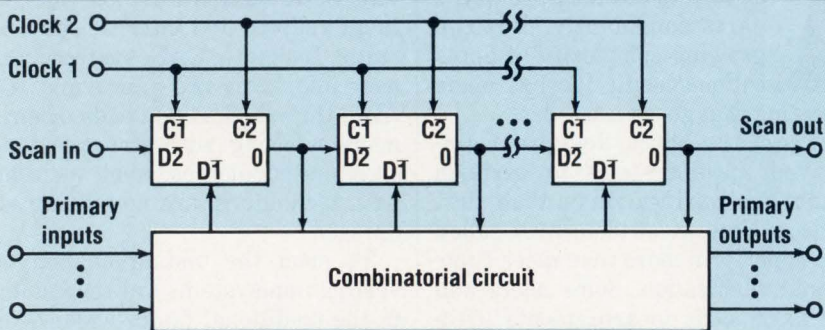 Clock 2
Clock 1
C1̅ C2̅ C1̅ C2̅ ••• C1̅ C2̅ Scan out
Scan in D2̅ 0 D2̅ 0 D2̅ 0
D1̅ D1̅ D1̅
Primary inputs
Primary outputs
Combinatorial circuit